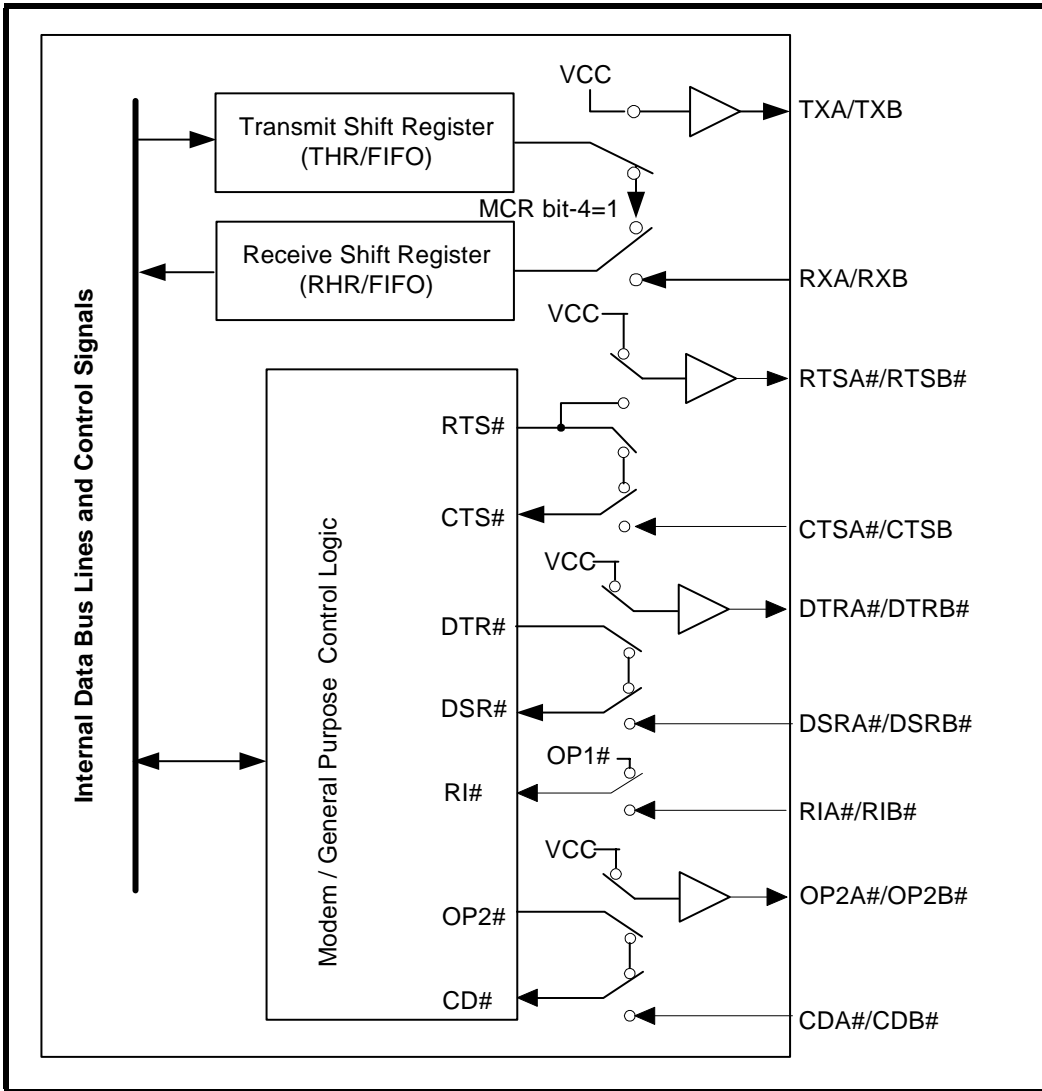 VCC
TXA/TXB
Transmit Shift Register
(THR/FIFO)
MCR bit-4=1
Receive Shift Register
(RHR/FIFO)
RXA/RXB
Internal Data Bus Lines and Control Signals
VCC
RTSA#/RTSB#
Modem / General Purpose Control Logic
RTS#
CTS#
CTSA#/CTSB
VCC
DTRA#/DTRB#
DTR#
DSR#
DSRA#/DSRB#
OP1#
RI#
RIA#/RIB#
VCC
OP2A#/OP2B#
OP2#
CD#
CDA#/CDB#